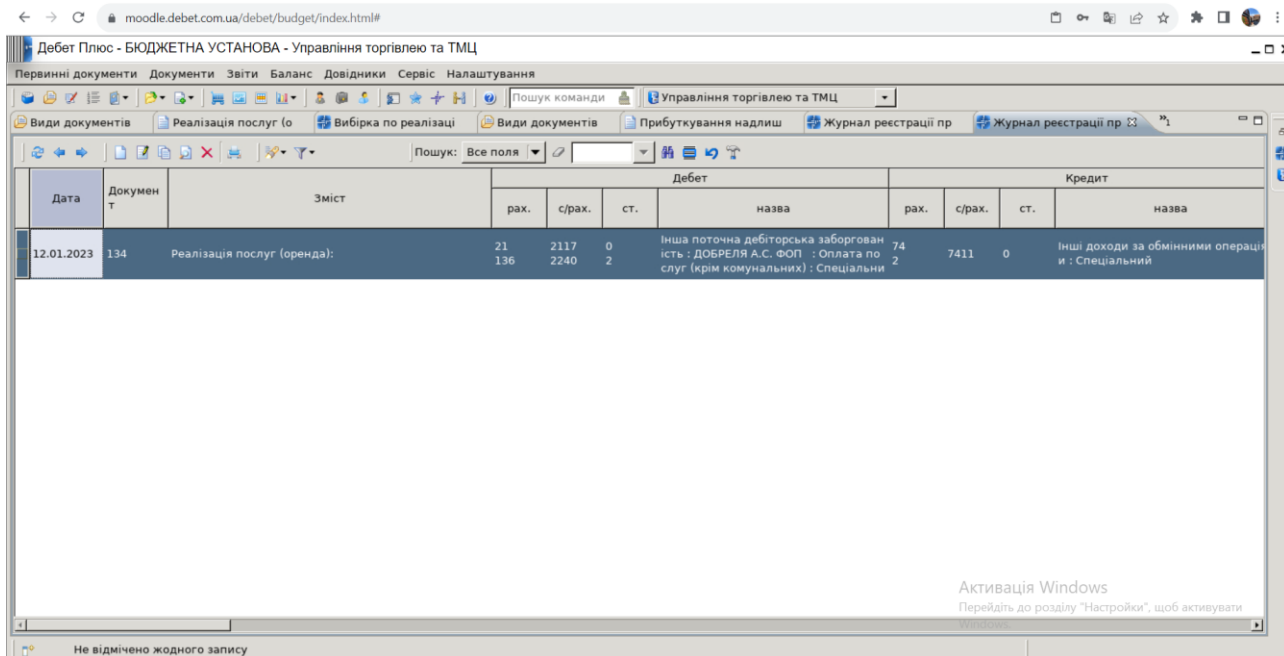 moodle.debet.com.ua/debet/budget/index.html#
Дебет Плюс - БЮДЖЕТНА УСТАНОВА - Управління торгівлею та ТМЦ
Первинні документи Документи Звіти Баланс Довідники Сервіс Налаштування
Пошук команди Управління торгівлею та ТМЦ
Види документів Реалізація послуг (о Вибірка по реалізаці Види документів Прибуткування надлиш Журнал реєстрації пр Журнал реєстрації пр »1
Пошук: Все поля
Дебет Кредит
Дата Докумен
т Зміст рах. с/рах. ст. назва рах. с/рах. ст. назва
12.01.2023 134 Реалізація послуг (оренда):
21 2117 0
136 2240 2
Інша поточна дебіторська заборгован
ість : ДОБРЕЛЯ А.С. ФОП : Оплата по
слуг (крім комунальних) : Спеціальни
74
2 7411 0
Інші доходи за обмінними операція
и : Спеціальний
Активація Windows
Перейдіть до розділу "Настройки", щоб активувати
Windows.
Не відмічено жодного запису